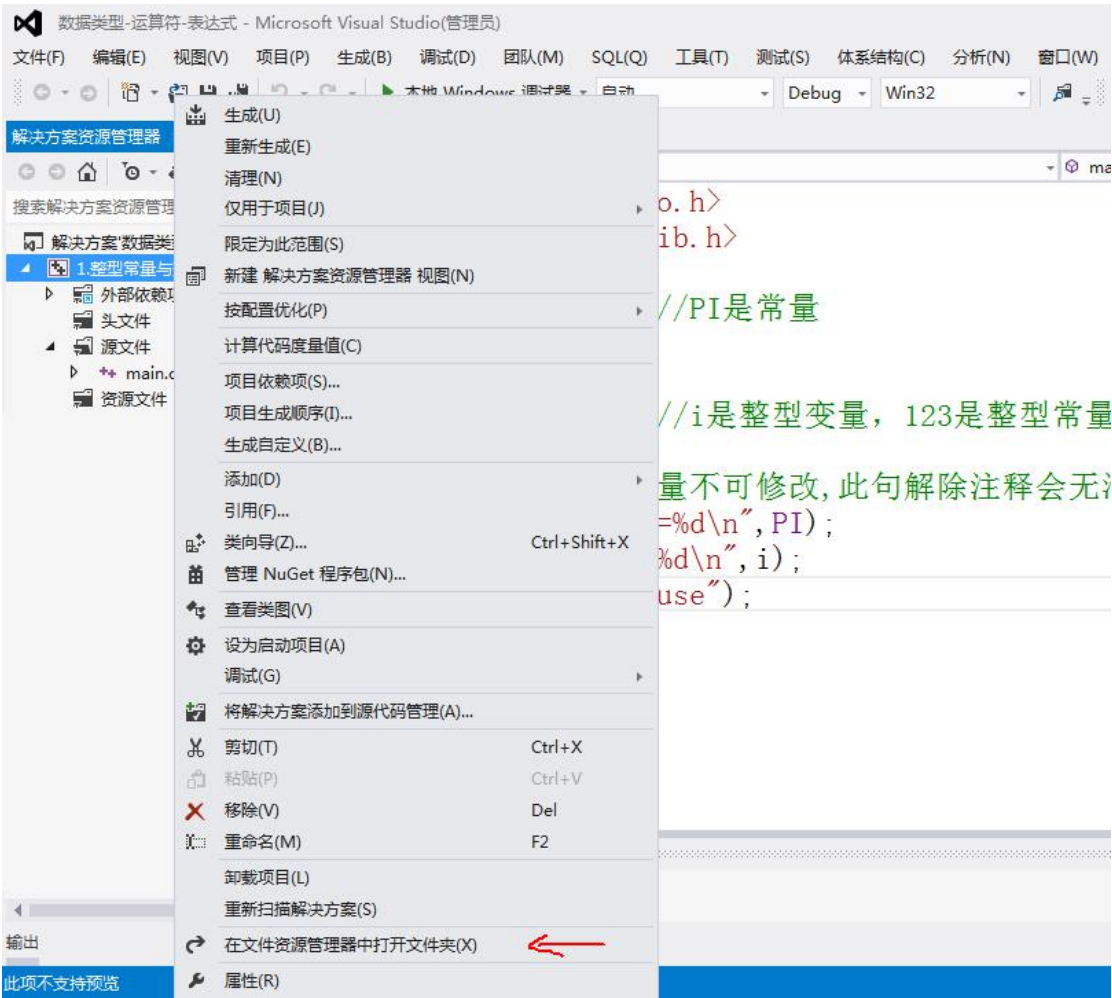 数据类型-运算符-表达式 - Microsoft Visual Studio(管理员)
文件(F) 编辑(E) 视图(V) 项目(P) 生成(B) 调试(D) 团队(M) SQL(Q) 工具(T) 测试(S) 体系结构(C) 分析(N) 窗口(W)
本地 Windows 调试器 自动 Debug Win32
解决方案资源管理器
搜索解决方案资源管理
解决方案'数据类
1.整型常量与
外部依赖项
头文件
源文件
main.c
资源文件
生成(U)
重新生成(E)
清理(N)
仅用于项目(J)
限定为此范围(S)
新建 解决方案资源管理器 视图(N)
按配置优化(P)
计算代码度量值(C)
项目依赖项(S)...
项目生成顺序(I)...
生成自定义(B)...
添加(D)
引用(F)...
类向导(Z)... Ctrl+Shift+X
管理 NuGet 程序包(N)...
查看类图(V)
设为启动项目(A)
调试(G)
将解决方案添加到源代码管理(A)...
剪切(T) Ctrl+X
粘贴(P) Ctrl+V
移除(V) Del
重命名(M) F2
卸载项目(L)
重新扫描解决方案(S)
在文件资源管理器中打开文件夹(X)
属性(R)
ma
o.h>
ib.h>
//PI是常量
//i是整型变量，123是整型常量
量不可修改,此句解除注释会无
=%d\n",PI);
%d\n",i);
use");
输出
此项不支持预览